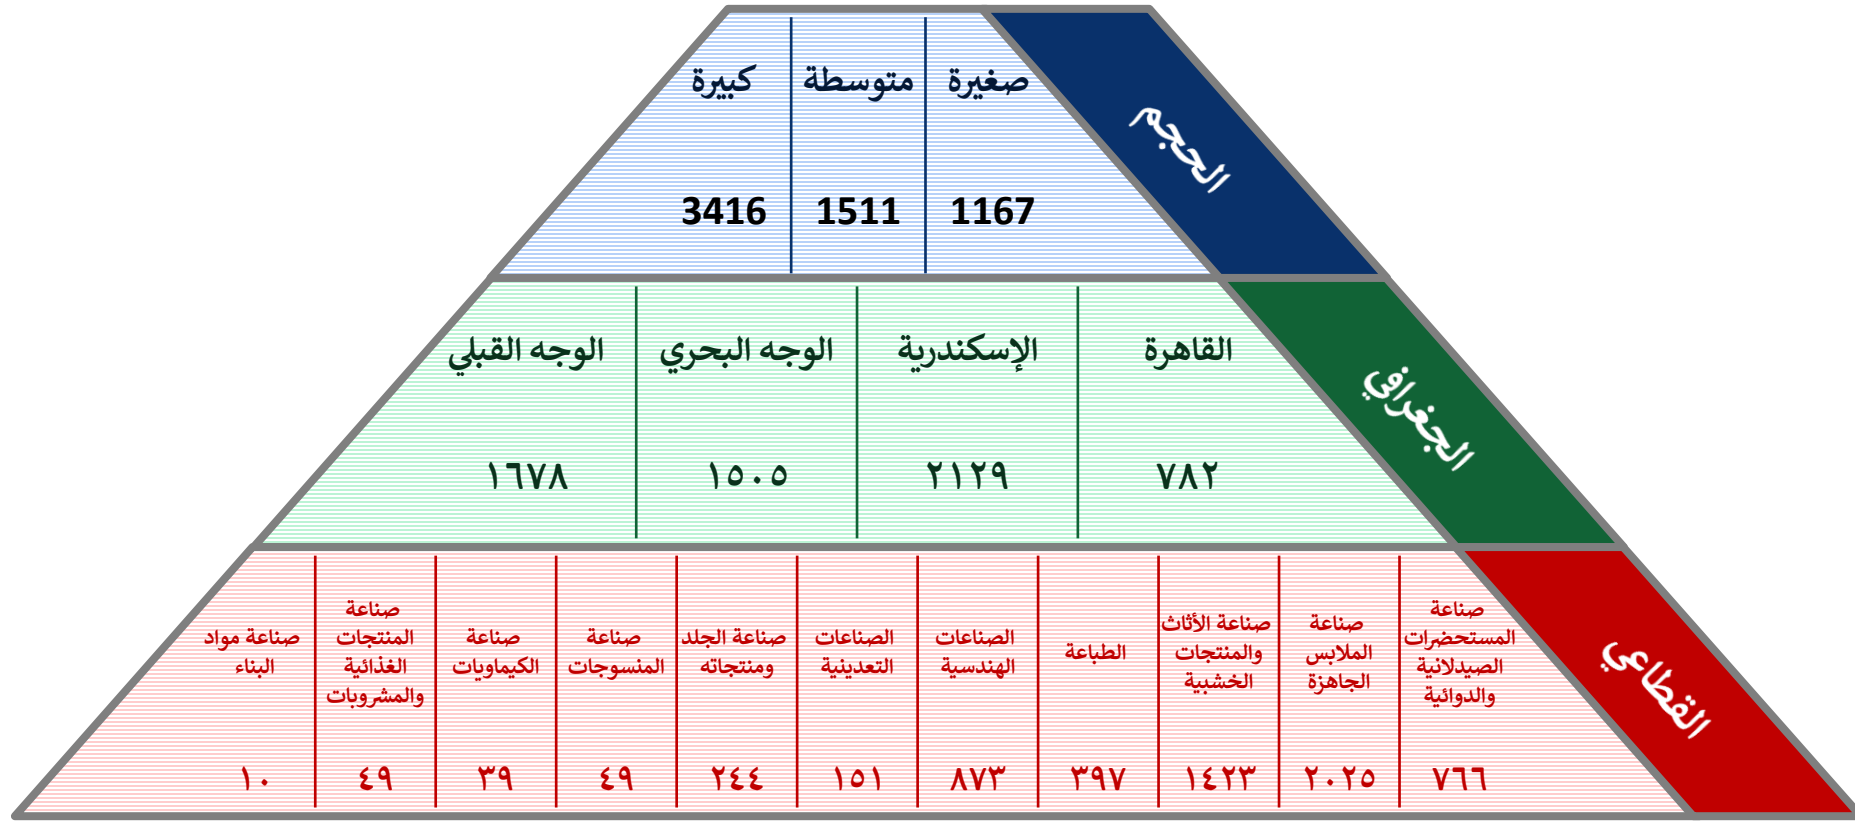 الحجم
صغيرة
متوسطة
كبيرة
1167
1511
3416
الجغرافي
القاهرة
الإسكندرية
الوجه البحري
الوجه القبلي
٧٨٢
٢١٢٩
١٥٠٥
١٦٧٨
القطاعي
صناعة
المستحضرات
الصيدلانية
والدوائية
صناعة
الملابس
الجاهزة
صناعة الأثاث
والمنتجات
الخشبية
الطباعة
الصناعات
الهندسية
الصناعات
التعدينية
صناعة الجلد
ومنتجاته
صناعة
المنسوجات
صناعة
الكيماويات
صناعة
المنتجات
الغذائية
والمشروبات
صناعة مواد
البناء
٧٦٦
٢٠٢٥
١٤٢٣
٣٩٧
٨٧٣
١٥١
٢٤٤
٤٩
٣٩
٤٩
١٠